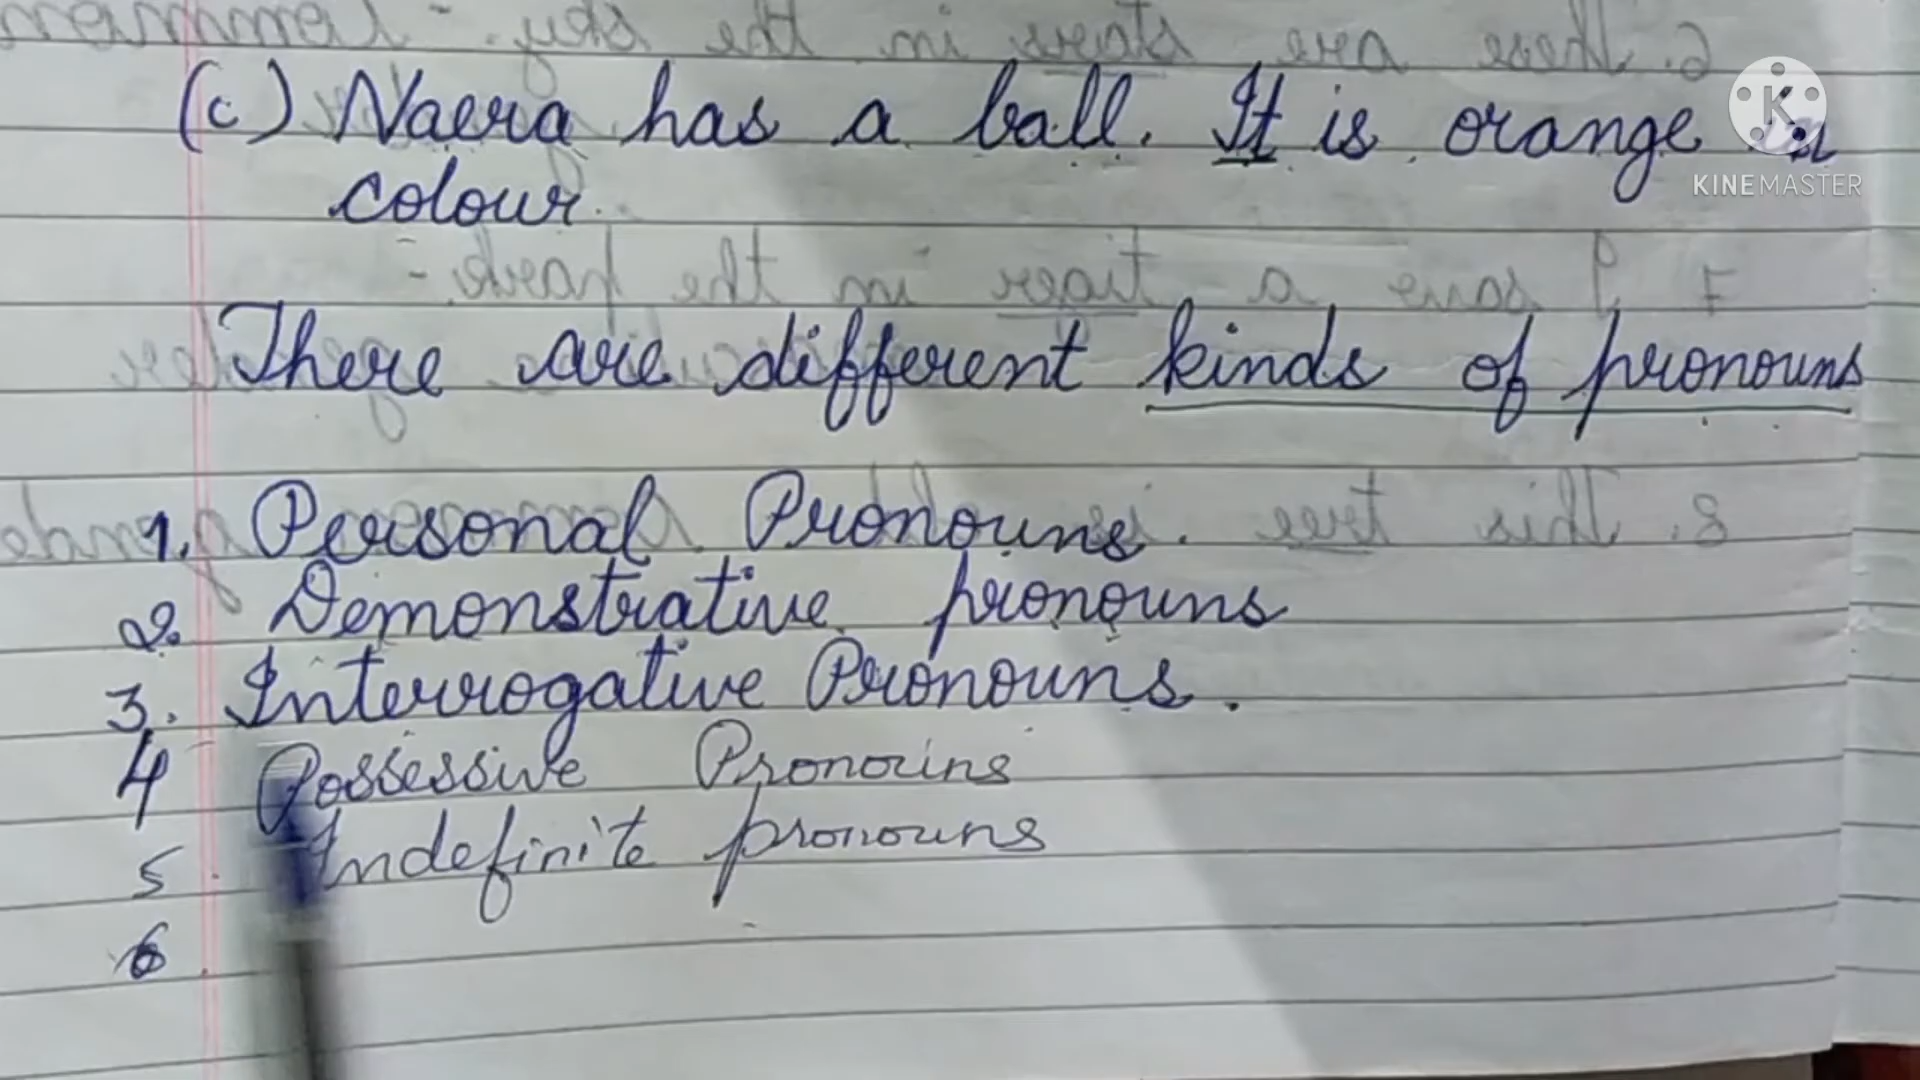 (c) Naera has a ball. It is orange in
colour.
There are different kinds of pronouns
1. Personal Pronouns.
2. Demonstrative pronouns
3. Interrogative Pronouns.
4 Possessive Pronouns
5. Indefinite pronouns
6.
KINEMASTER